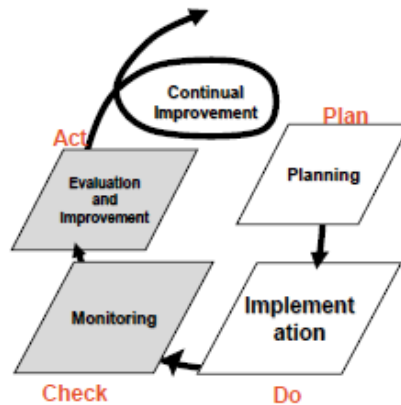 Continual
Improvement
Plan
Planning
Act
Evaluation
and
Improvement
Implement
ation
Monitoring
Check
Do